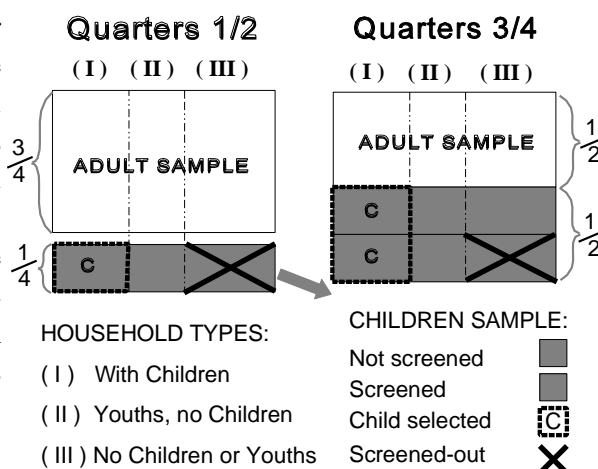 Quarters 1/2
Quarters 3/4
( I ) ( II ) ( III )
( I ) ( II ) ( III )
3/4
ADULT SAMPLE
ADULT SAMPLE
1/2
C
1/4
C
C
1/2
HOUSEHOLD TYPES:
( I ) With Children
( II ) Youths, no Children
( III ) No Children or Youths
CHILDREN SAMPLE:
Not screened
Screened
Child selected C
Screened-out